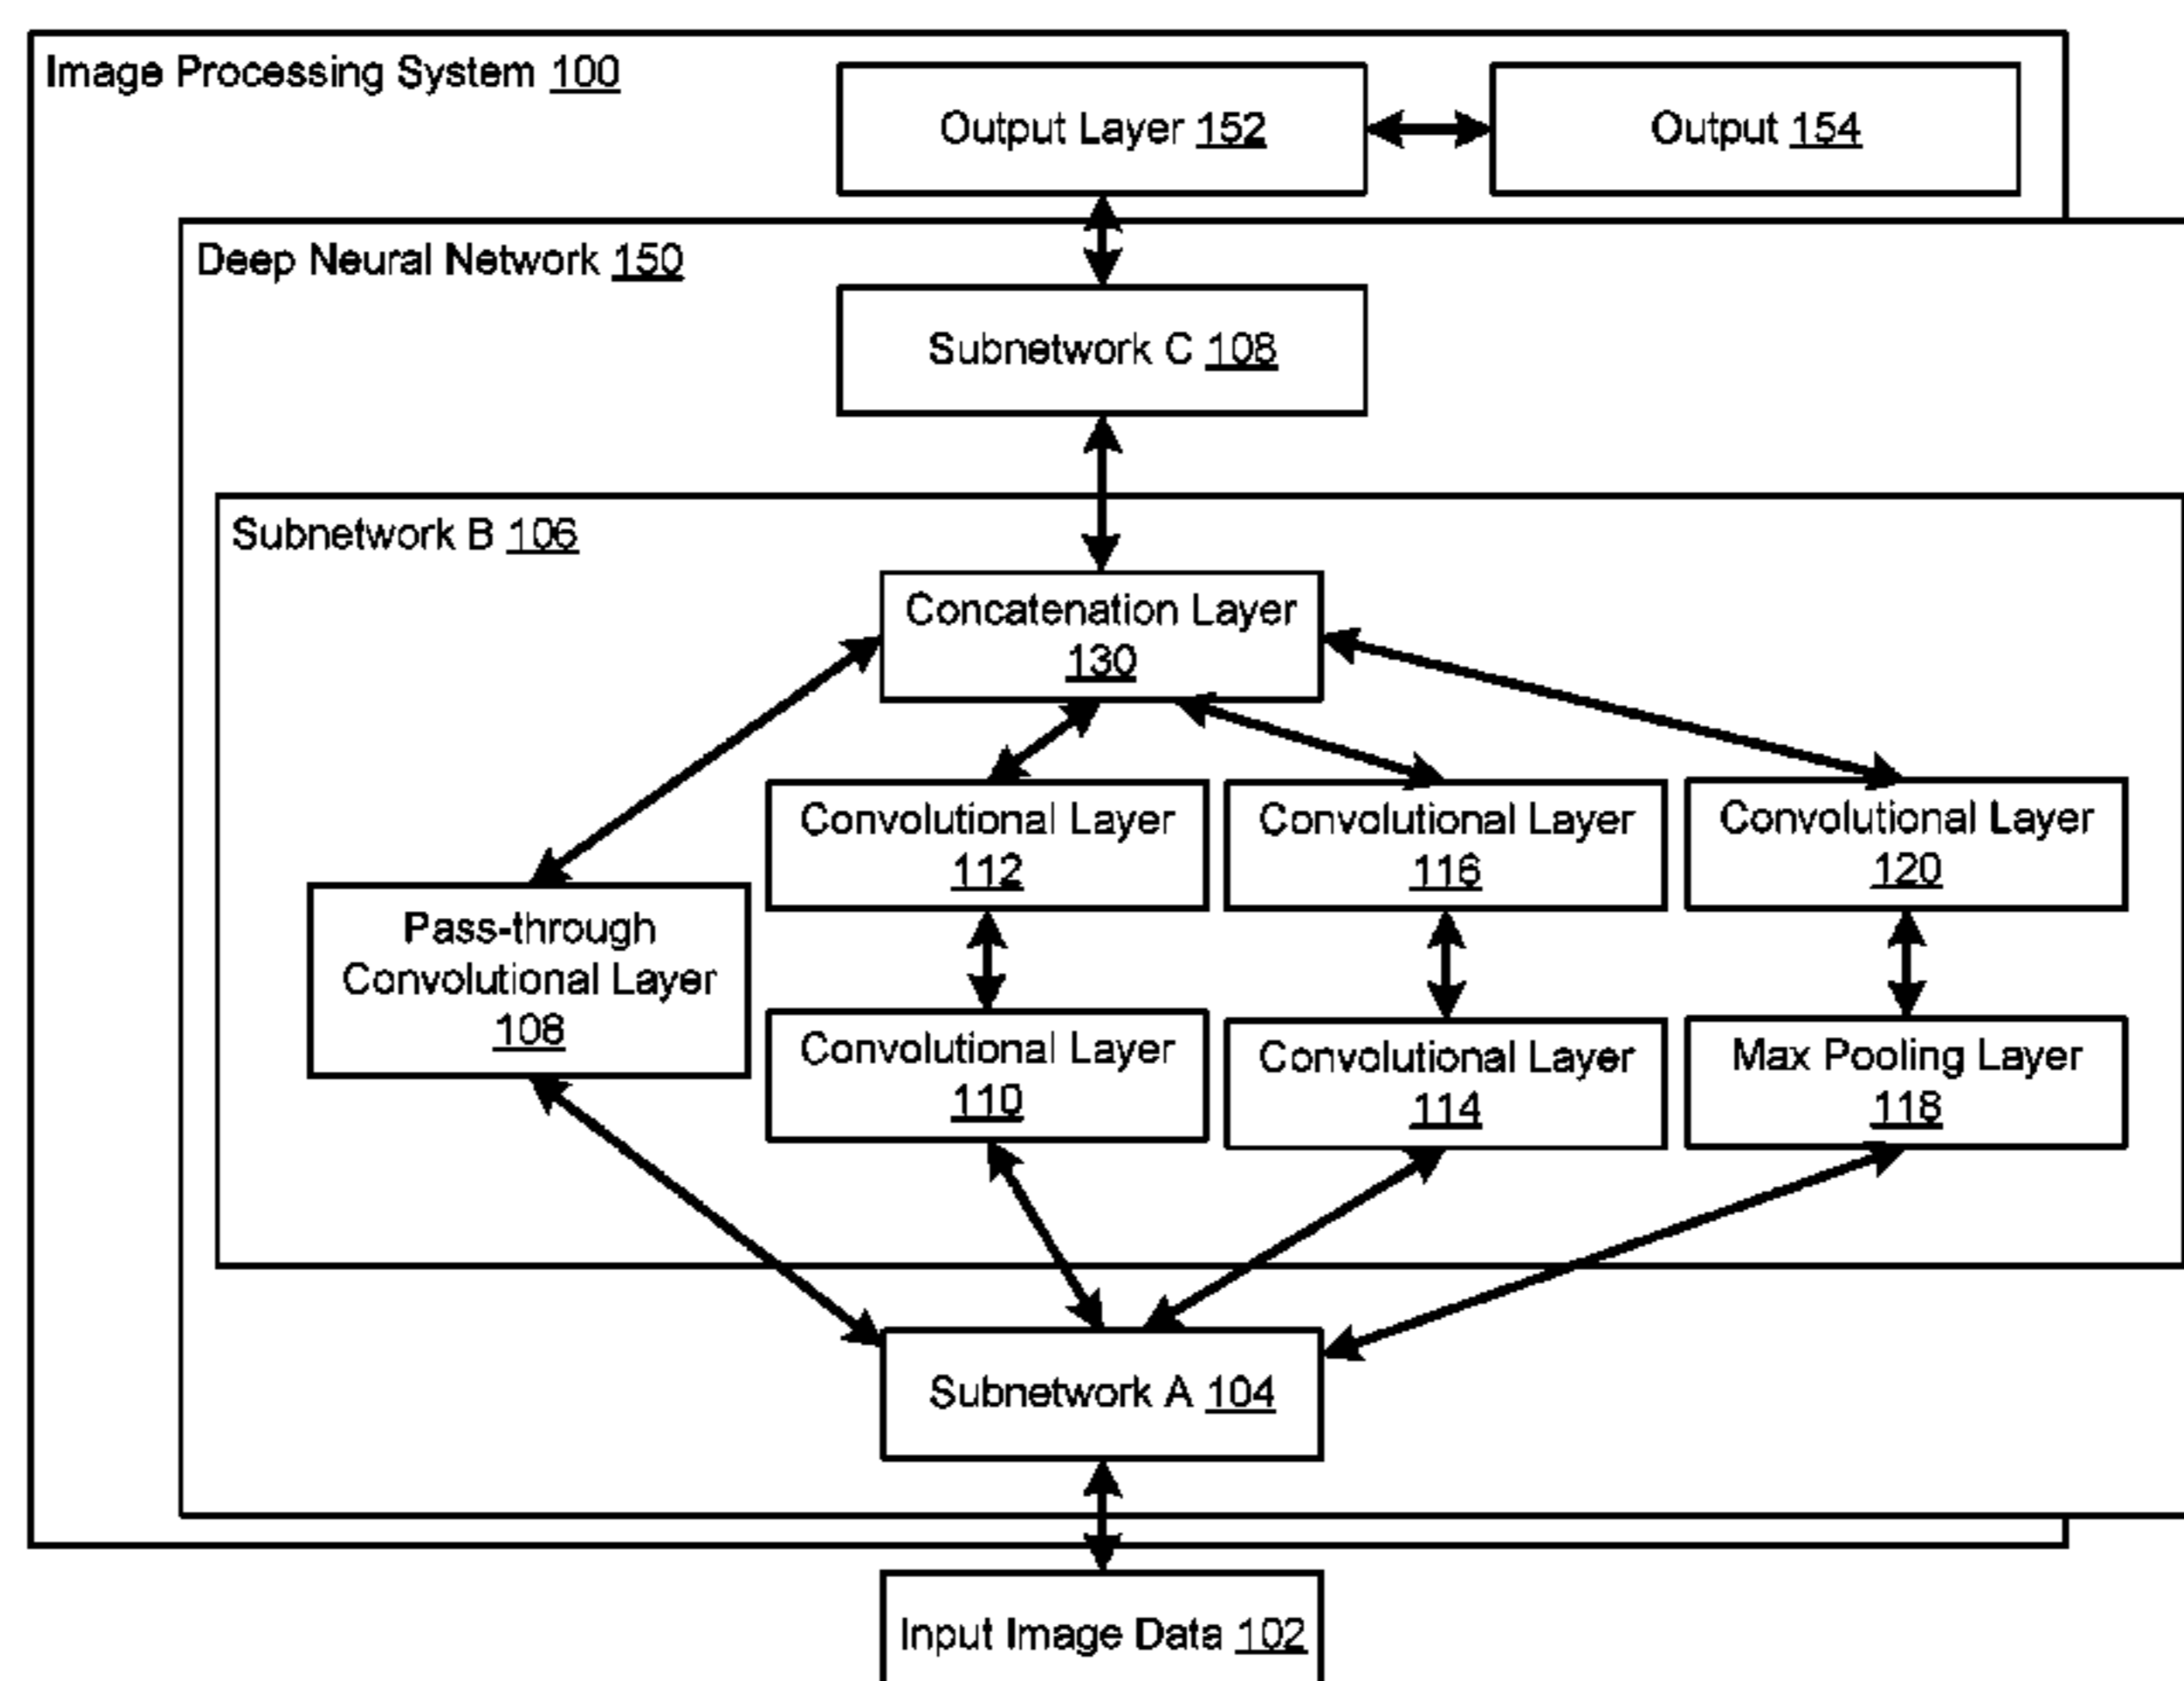 Image Processing System 100
Output Layer 152
Output 154
Deep Neural Network 150
Subnetwork C 108
Subnetwork B 106
Concatenation Layer
130
Convolutional Layer
112
Convolutional Layer
116
Convolutional Layer
120
Pass-through
Convolutional Layer
108
Convolutional Layer
110
Convolutional Layer
114
Max Pooling Layer
118
Subnetwork A 104
Input Image Data 102